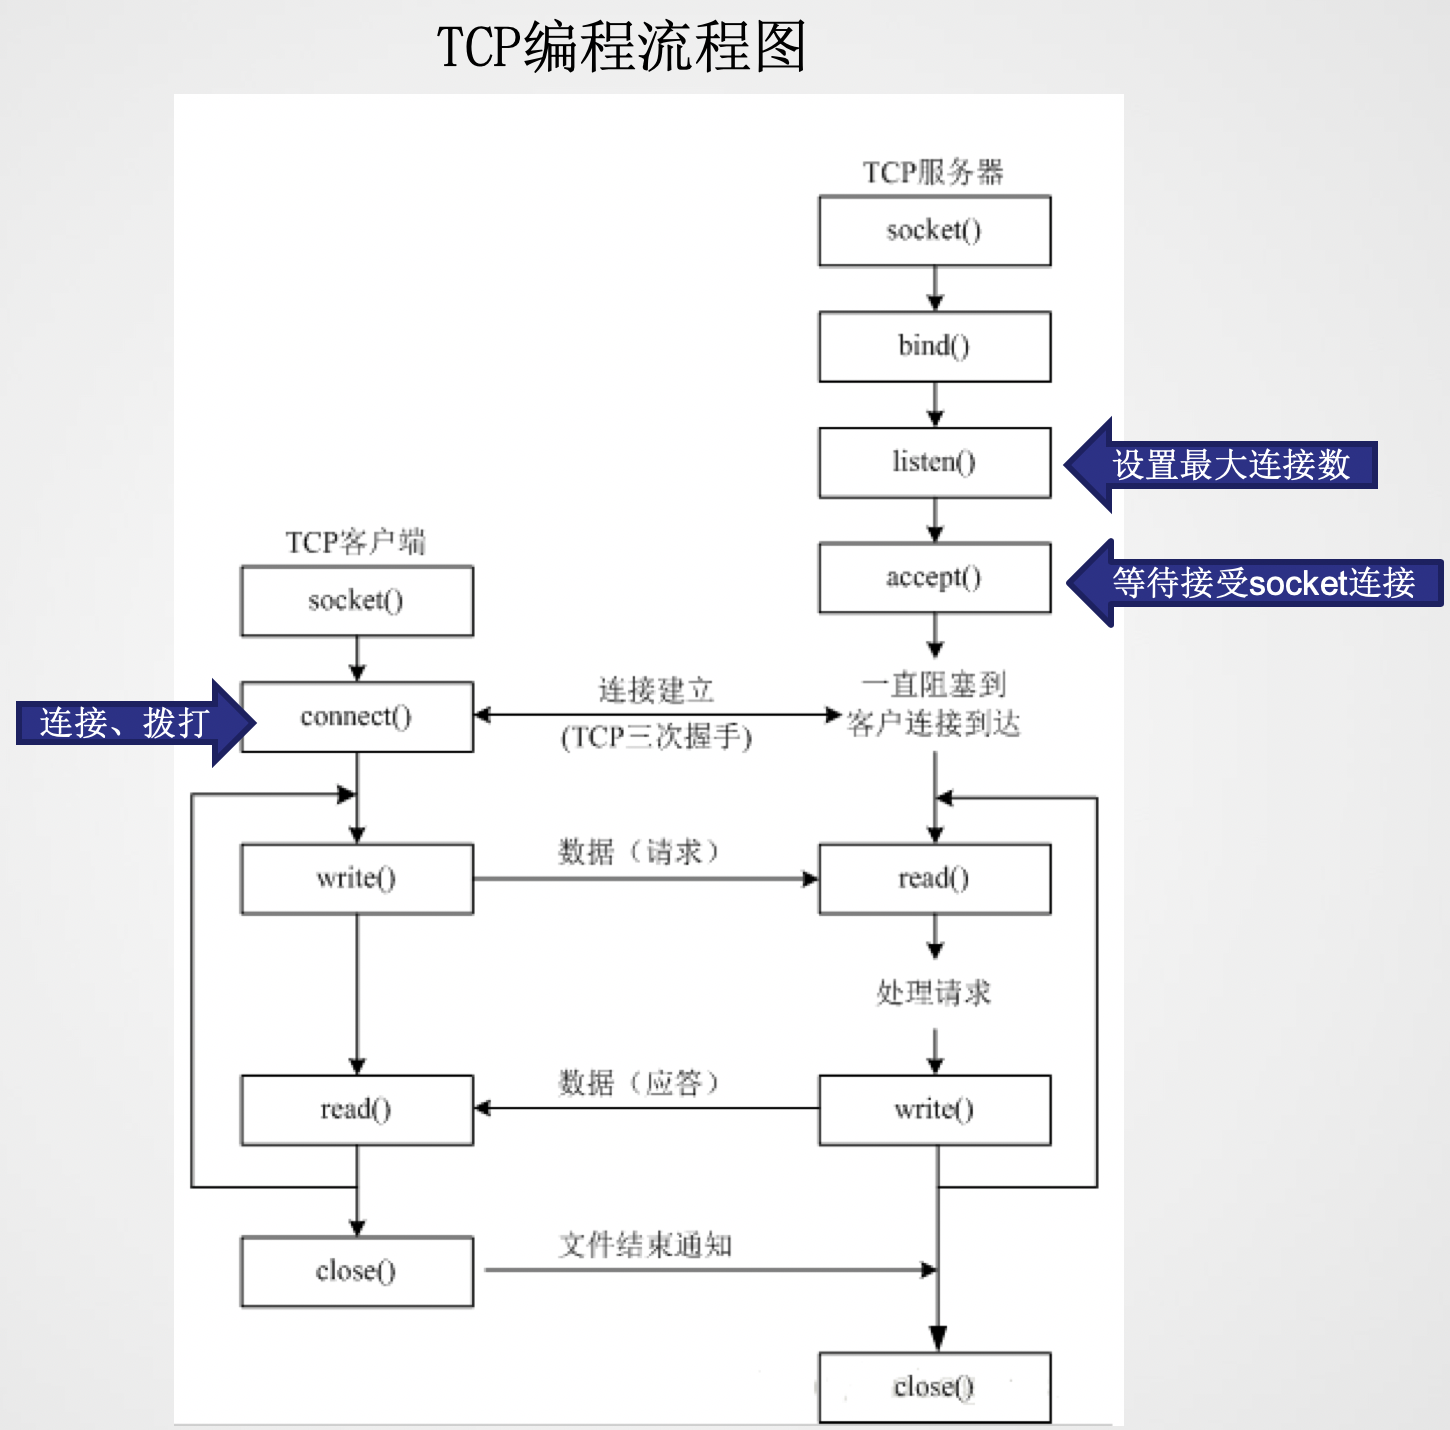 TCP编程流程图
TCP服务器
socket()
bind()
listen()
设置最大连接数
accept()
等待接受socket连接
TCP客户端
socket()
connect()
连接、拨打
连接建立
(TCP三次握手)
一直阻塞到
客户连接到达
write()
数据（请求）
read()
处理请求
read()
数据（应答）
write()
close()
文件结束通知
close()